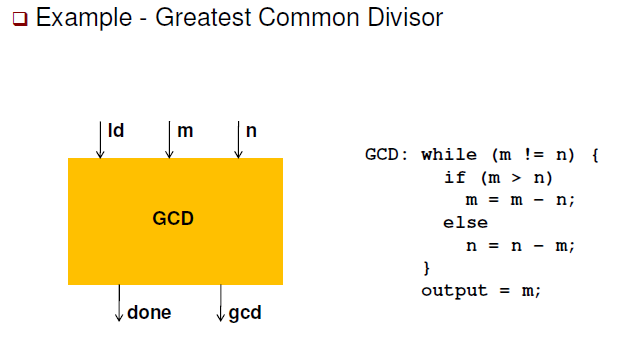 Example - Greatest Common Divisor
ld m n
GCD
done gcd
GCD: while (m != n) {
if (m > n)
m = m - n;
else
n = n - m;
}
output = m;